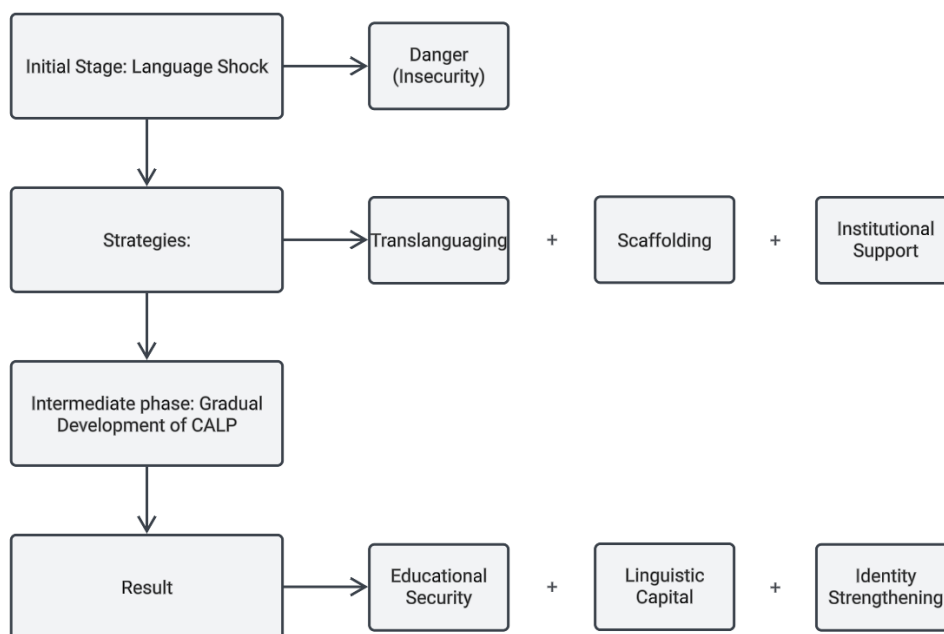 Initial Stage: Language Shock
Danger
(Insecurity)
Strategies:
Translanguaging
+
Scaffolding
+
Institutional
Support
Intermediate phase: Gradual
Development of CALP
Result
Educational
Security
+
Linguistic
Capital
+
Identity
Strengthening